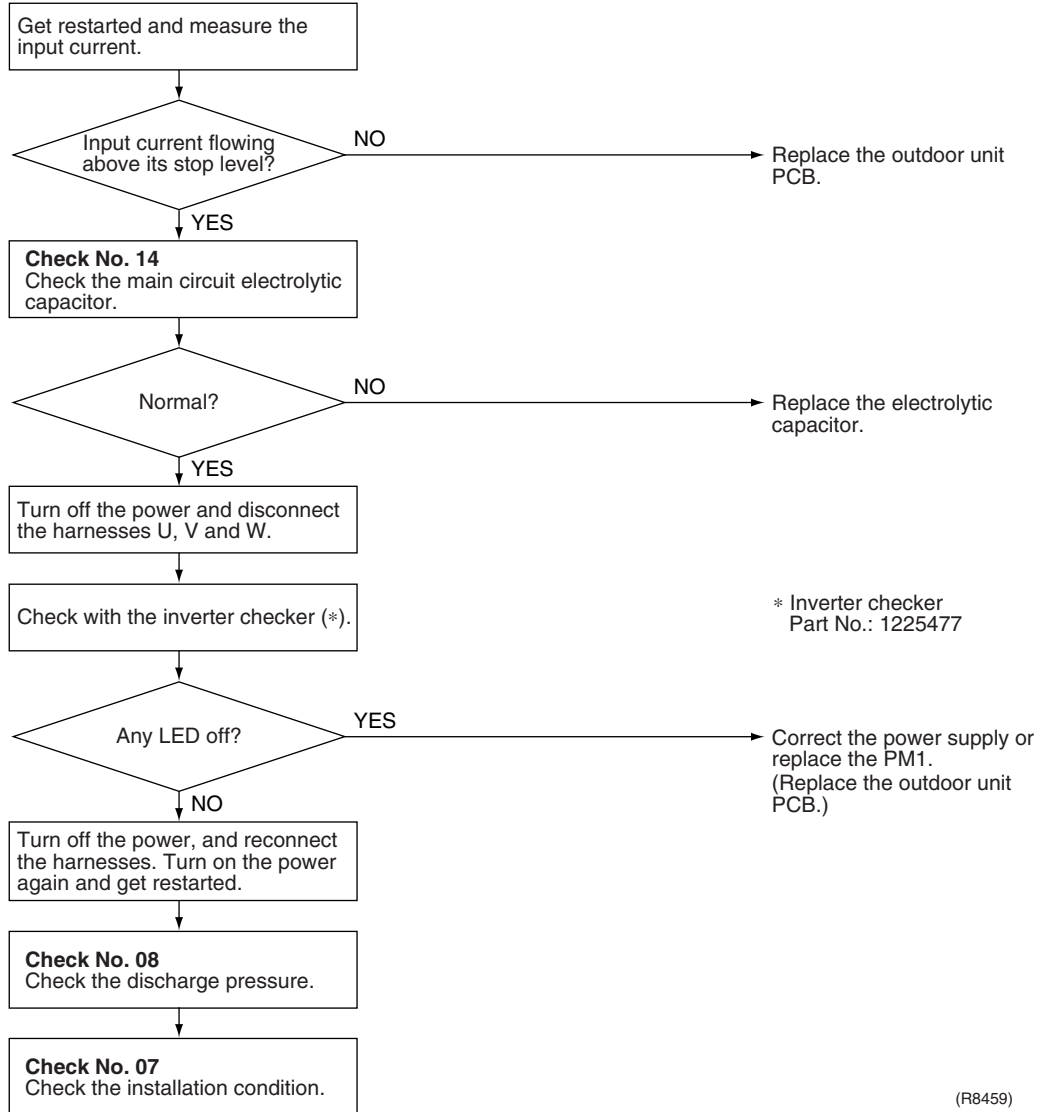 Get restarted and measure the
input current.
Input current flowing
above its stop level?
NO
Replace the outdoor unit
PCB.
YES
Check No. 14
Check the main circuit electrolytic
capacitor.
Normal?
NO
Replace the electrolytic
capacitor.
YES
Turn off the power and disconnect
the harnesses U, V and W.
Check with the inverter checker (*).
* Inverter checker
Part No.: 1225477
Any LED off?
YES
Correct the power supply or
replace the PM1.
(Replace the outdoor unit
PCB.)
NO
Turn off the power, and reconnect
the harnesses. Turn on the power
again and get restarted.
Check No. 08
Check the discharge pressure.
Check No. 07
Check the installation condition.
(R8459)